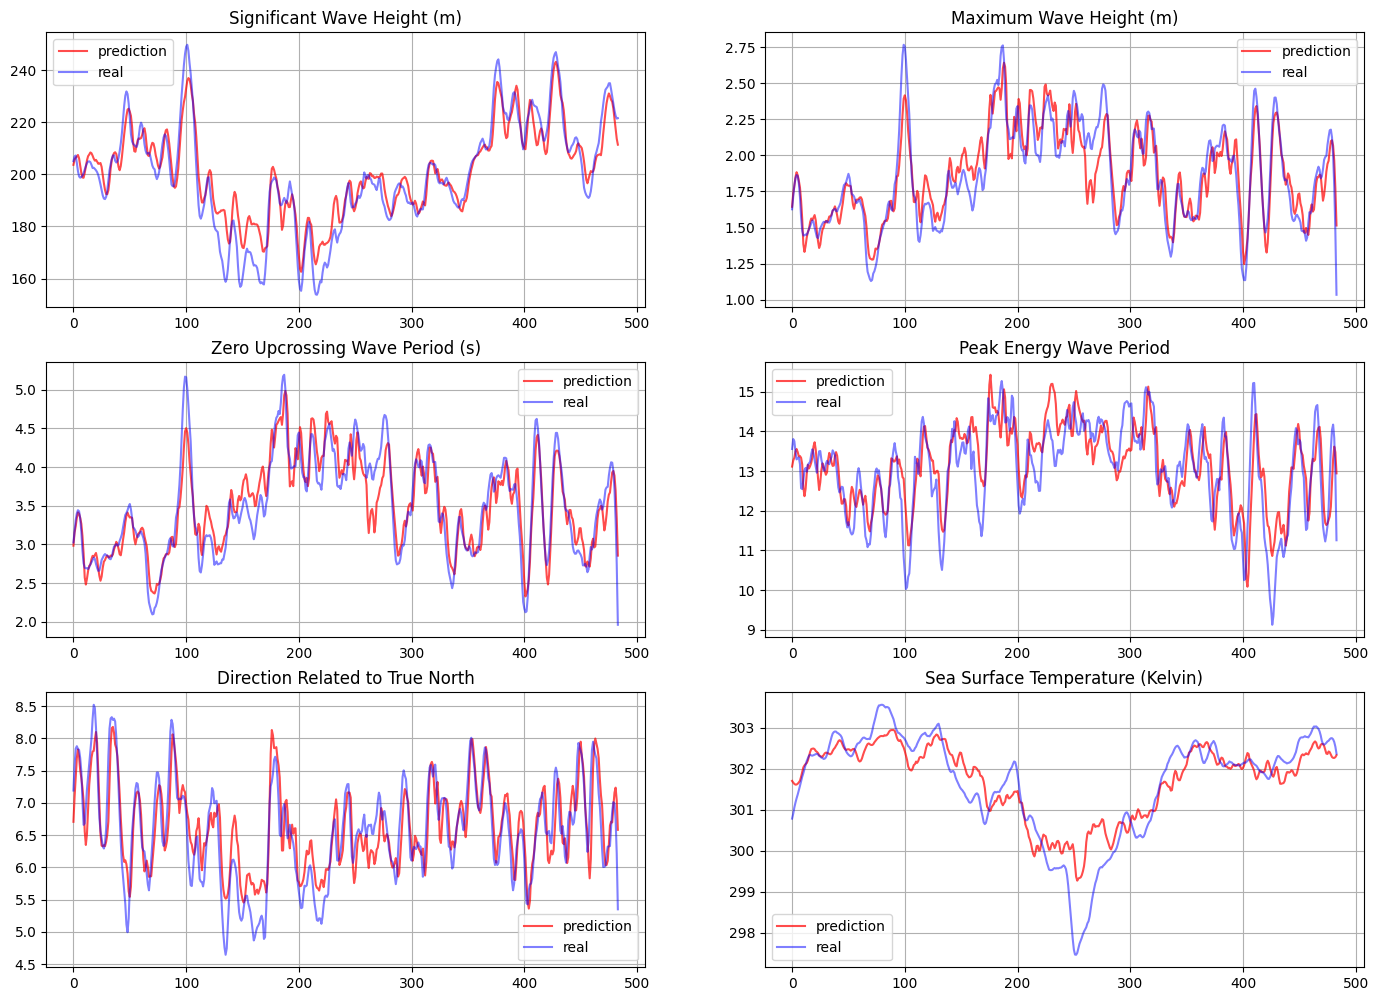 Significant Wave Height (m)
prediction
real
240
220
200
180
160
0 100 200 300 400 500
Maximum Wave Height (m)
prediction
real
2.75
2.50
2.25
2.00
1.75
1.50
1.25
1.00
0 100 200 300 400 500
Zero Upcrossing Wave Period (s)
prediction
real
5.0
4.5
4.0
3.5
3.0
2.5
2.0
0 100 200 300 400 500
Peak Energy Wave Period
prediction
real
15
14
13
12
11
10
9
0 100 200 300 400 500
Direction Related to True North
8.5
8.0
7.5
7.0
6.5
6.0
5.5
5.0
4.5
prediction
real
0 100 200 300 400 500
Sea Surface Temperature (Kelvin)
303
302
301
300
299
298
prediction
real
0 100 200 300 400 500